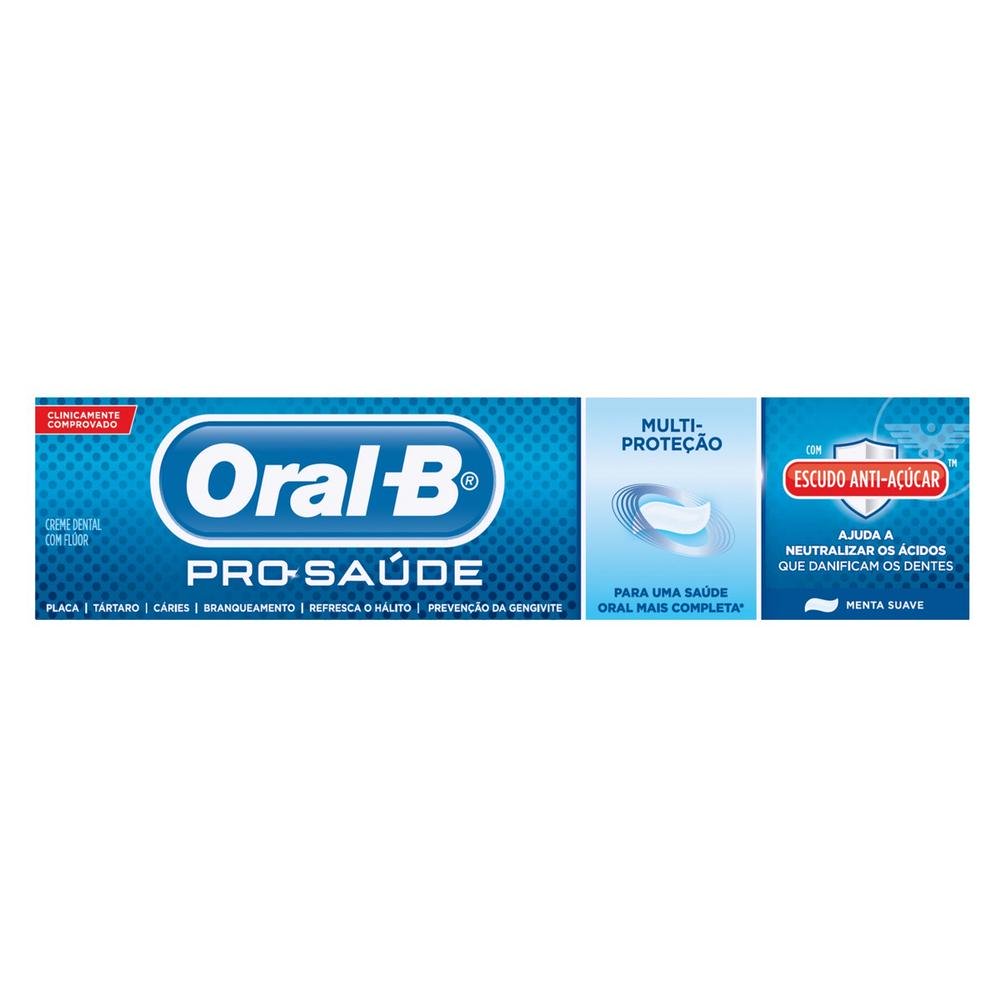 CLINICAMENTE
COMPROVADO
Oral-B®
CREME DENTAL
COM FLÚOR
PRO-SAÚDE
PLACA | TÁRTARO | CÁRIES | BRANQUEAMENTO | REFRESCA O HÁLITO | PREVENÇÃO DA GENGIVITE
MULTI-
PROTEÇÃO
PARA UMA SAÚDE
ORAL MAIS COMPLETA*
COM
ESCUDO ANTI-AÇÚCAR™
AJUDA A
NEUTRALIZAR OS ÁCIDOS
QUE DANIFICAM OS DENTES
MENTA SUAVE